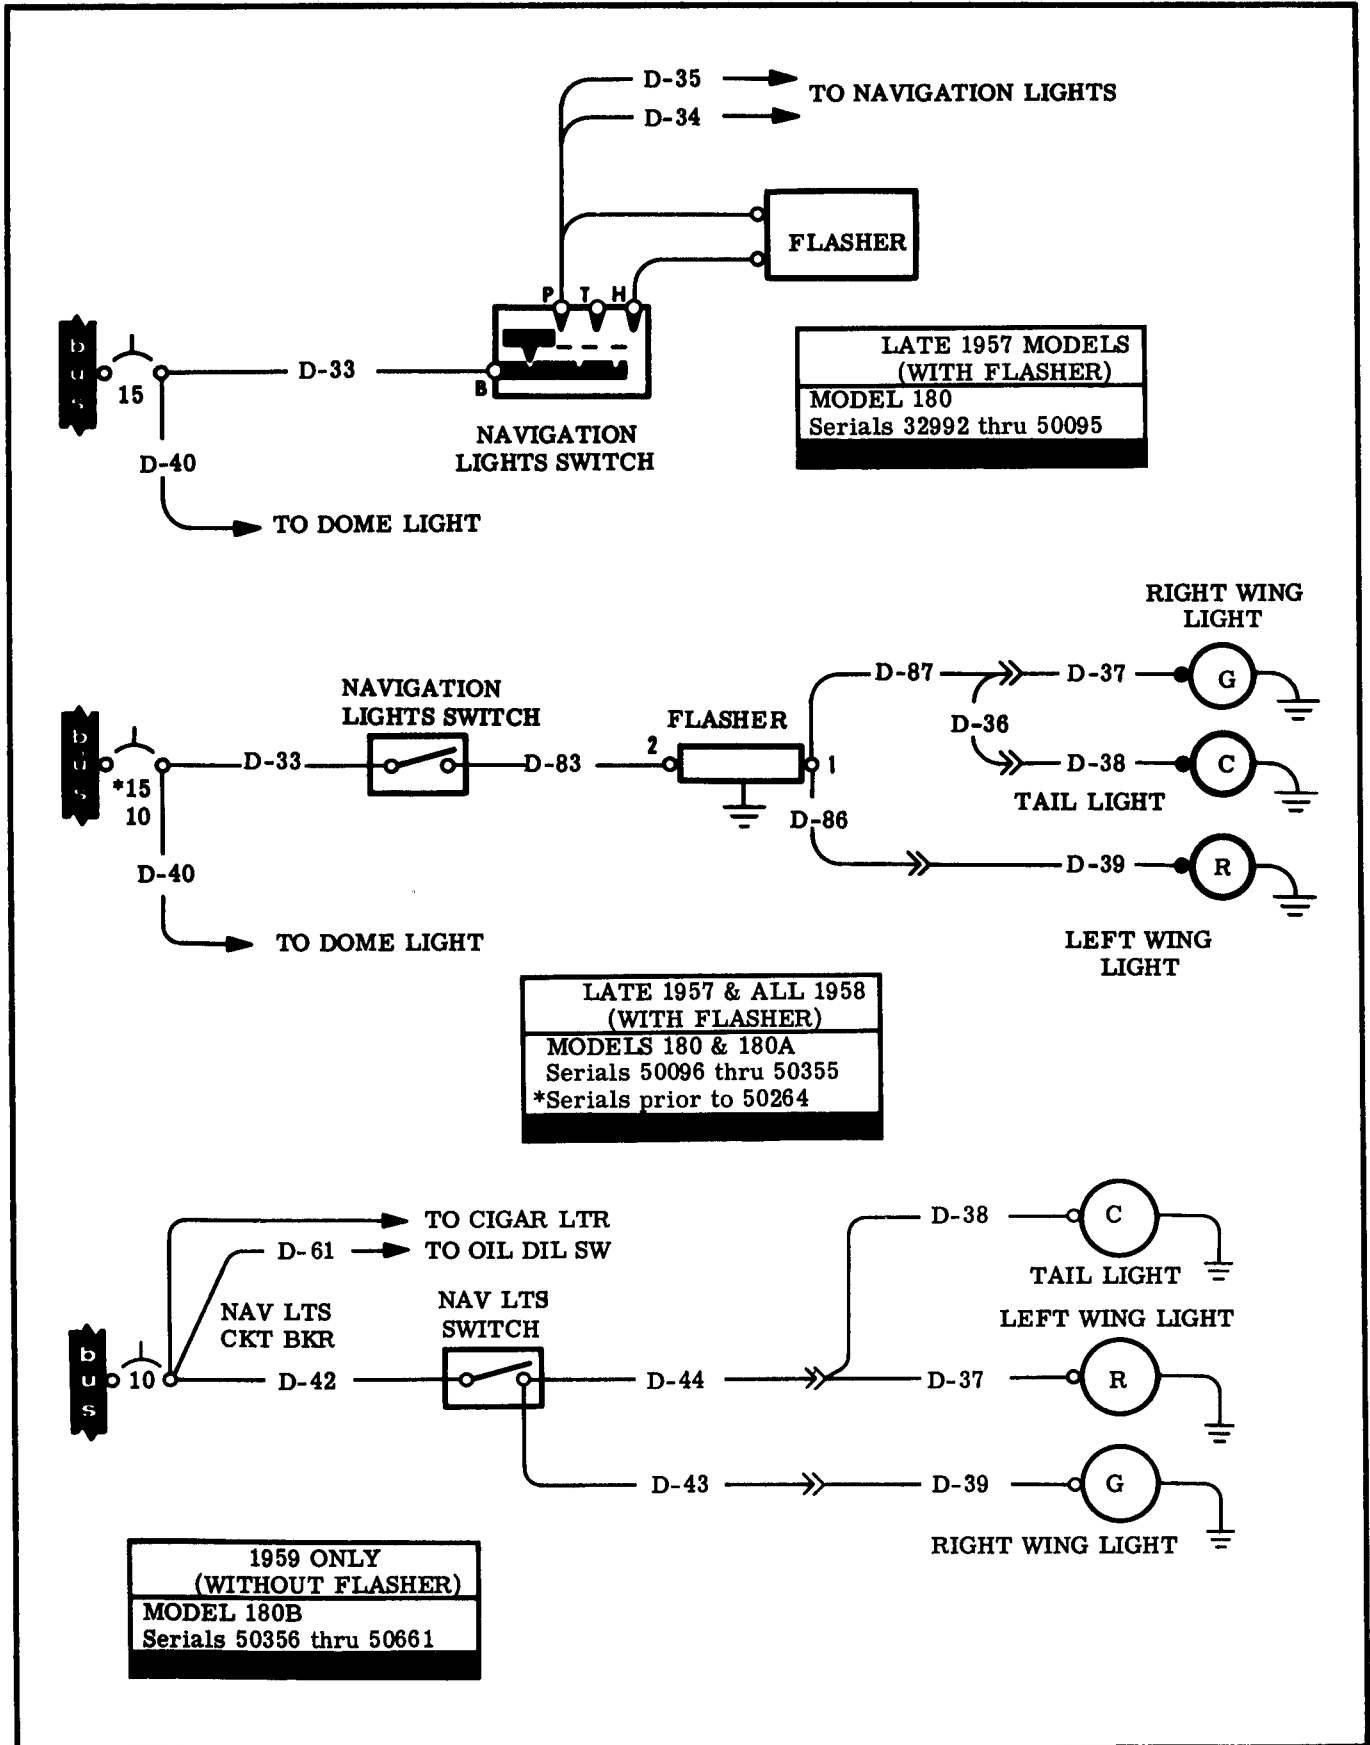 D-35
TO NAVIGATION LIGHTS
D-34
FLASHER
P T H
bus
15
D-33
B
NAVIGATION
LIGHTS SWITCH
D-40
TO DOME LIGHT
LATE 1957 MODELS
(WITH FLASHER)
MODEL 180
Serials 32992 thru 50095
RIGHT WING
LIGHT
NAVIGATION
LIGHTS SWITCH
FLASHER
D-87
D-37
G
D-36
bus
*15
10
D-33
D-83
2
1
D-38
C
TAIL LIGHT
D-86
D-39
R
D-40
TO DOME LIGHT
LEFT WING
LIGHT
LATE 1957 & ALL 1958
(WITH FLASHER)
MODELS 180 & 180A
Serials 50096 thru 50355
*Serials prior to 50264
TO CIGAR LTR
D-61
TO OIL DIL SW
D-38
C
TAIL LIGHT
NAV LTS
CKT BKR
NAV LTS
SWITCH
LEFT WING LIGHT
bus
10
D-42
D-44
D-37
R
D-43
D-39
G
RIGHT WING LIGHT
1959 ONLY
(WITHOUT FLASHER)
MODEL 180B
Serials 50356 thru 50661